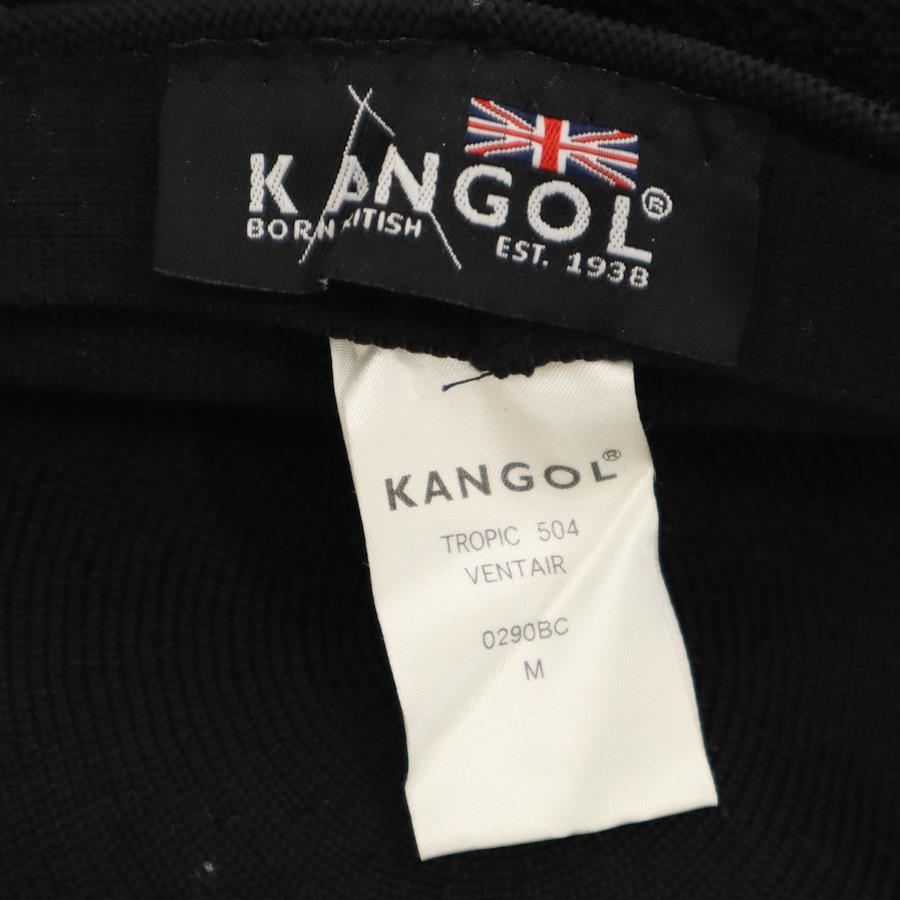 KANGOL®
BORN BRITISH
EST. 1938
KANGOL®
TROPIC 504
VENTAIR
0290BC
M